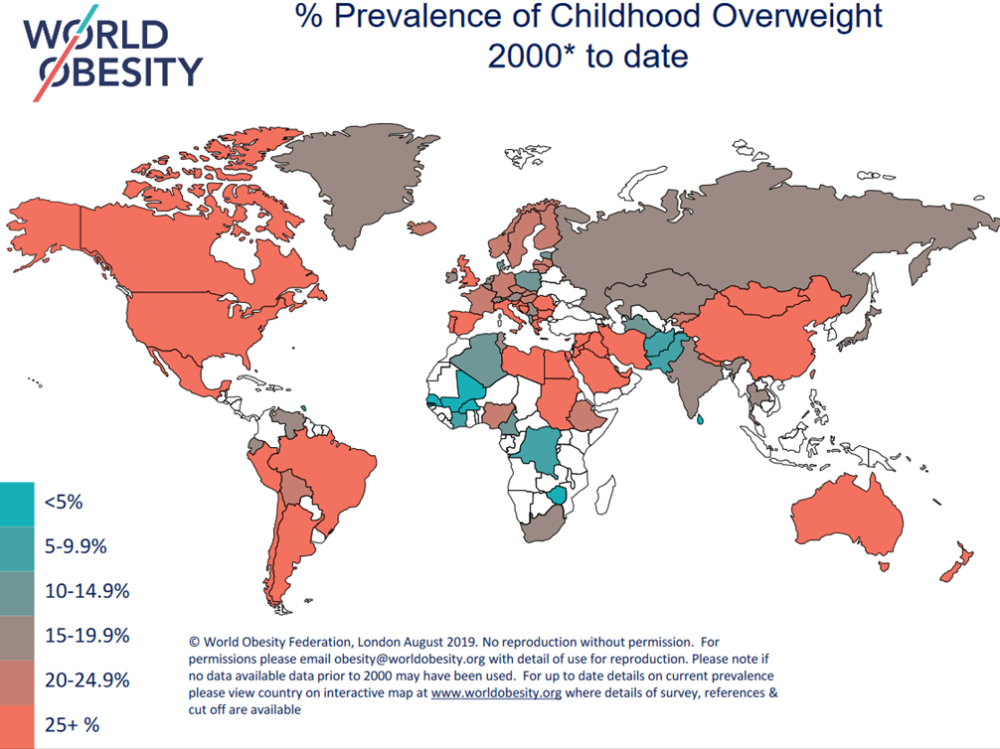 WORLD
OBESITY
% Prevalence of Childhood Overweight
2000* to date
<5%
5-9.9%
10-14.9%
15-19.9%
20-24.9%
25+ %
© World Obesity Federation, London August 2019. No reproduction without permission. For
permissions please email obesity@worldobesity.org with detail of use for reproduction. Please note if
no data available data prior to 2000 may have been used. For up to date details on current prevalence
please view country on interactive map at www.worldobesity.org where details of survey, references &
cut off are available